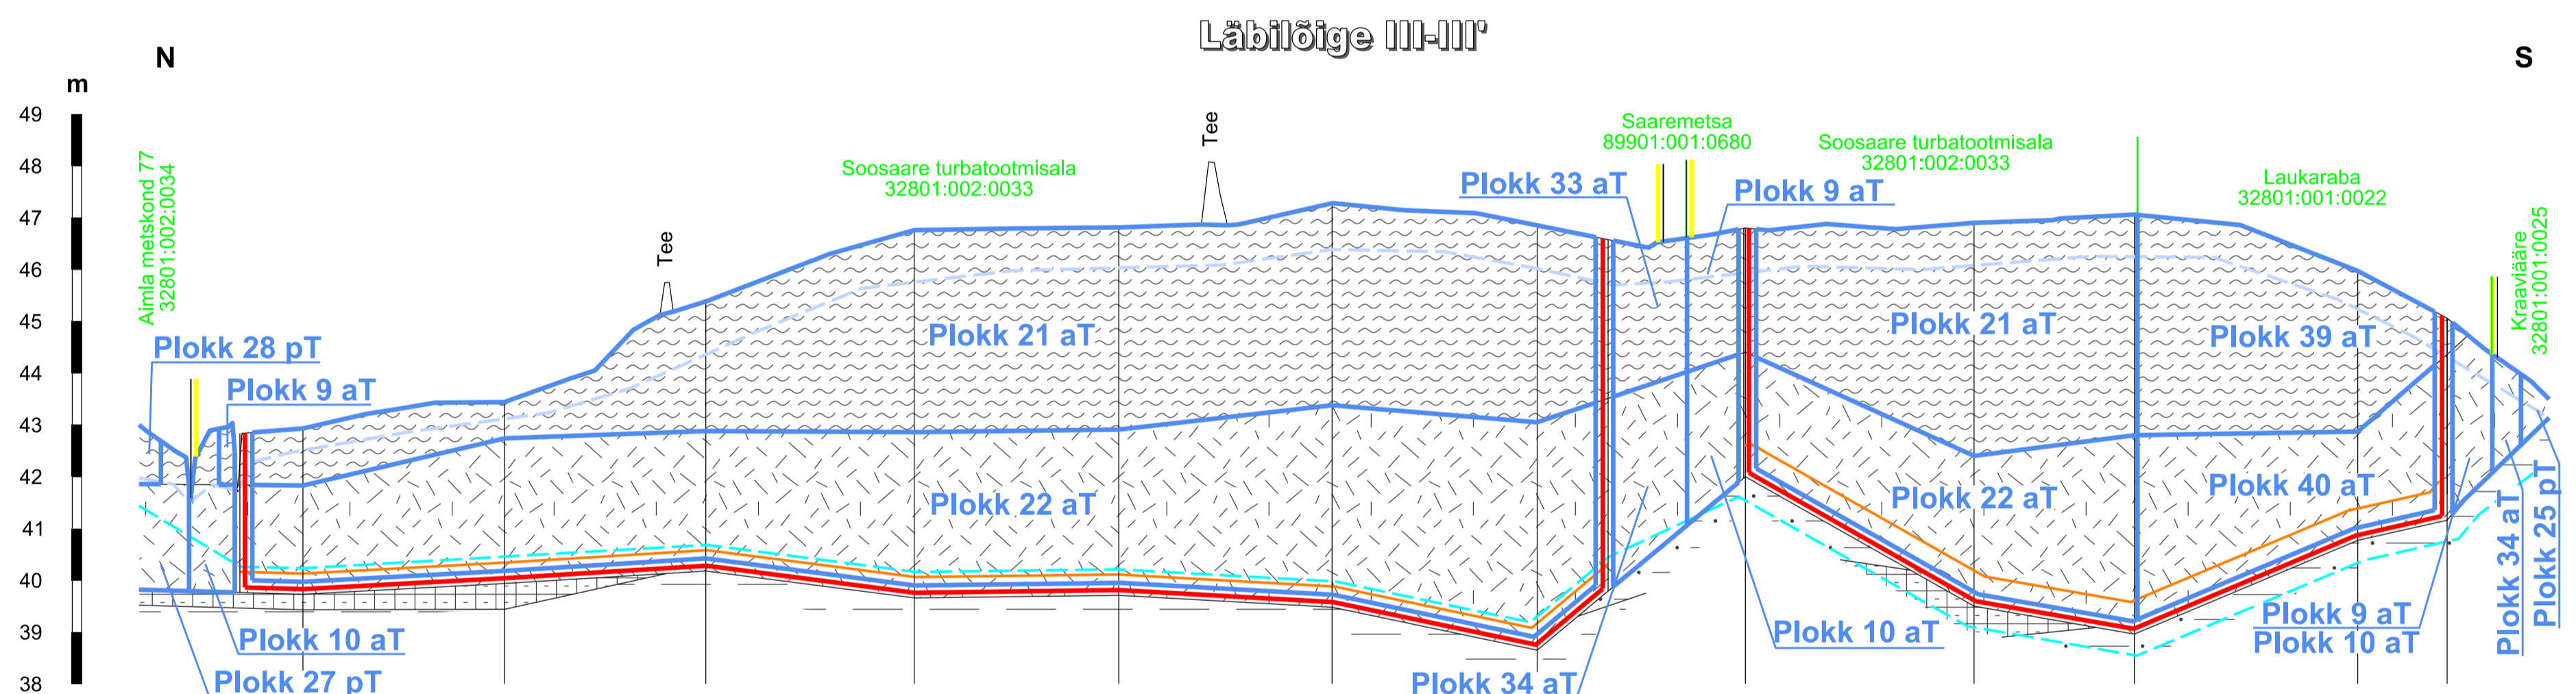 Läbilõige III-III'
N
S
m
49
48
47
46
45
44
43
42
41
40
39
38
Aimla metskond 77
32801:002:0034
Plokk 28 pT
Plokk 9 aT
Plokk 10 aT
Plokk 27 pT
Tee
Soosaare turbatootmisala
32801:002:0033
Plokk 21 aT
Plokk 22 aT
Tee
Plokk 33 aT
Saaremetsa
89901:001:0680
Plokk 9 aT
Plokk 34 aT
Plokk 10 aT
Soosaare turbatootmisala
32801:002:0033
Plokk 21 aT
Plokk 22 aT
Laukaraba
32801:001:0022
Plokk 39 aT
Plokk 40 aT
Plokk 9 aT
Plokk 10 aT
Kraaviääre
32801:001:0025
Plokk 34 aT
Plokk 25 pT